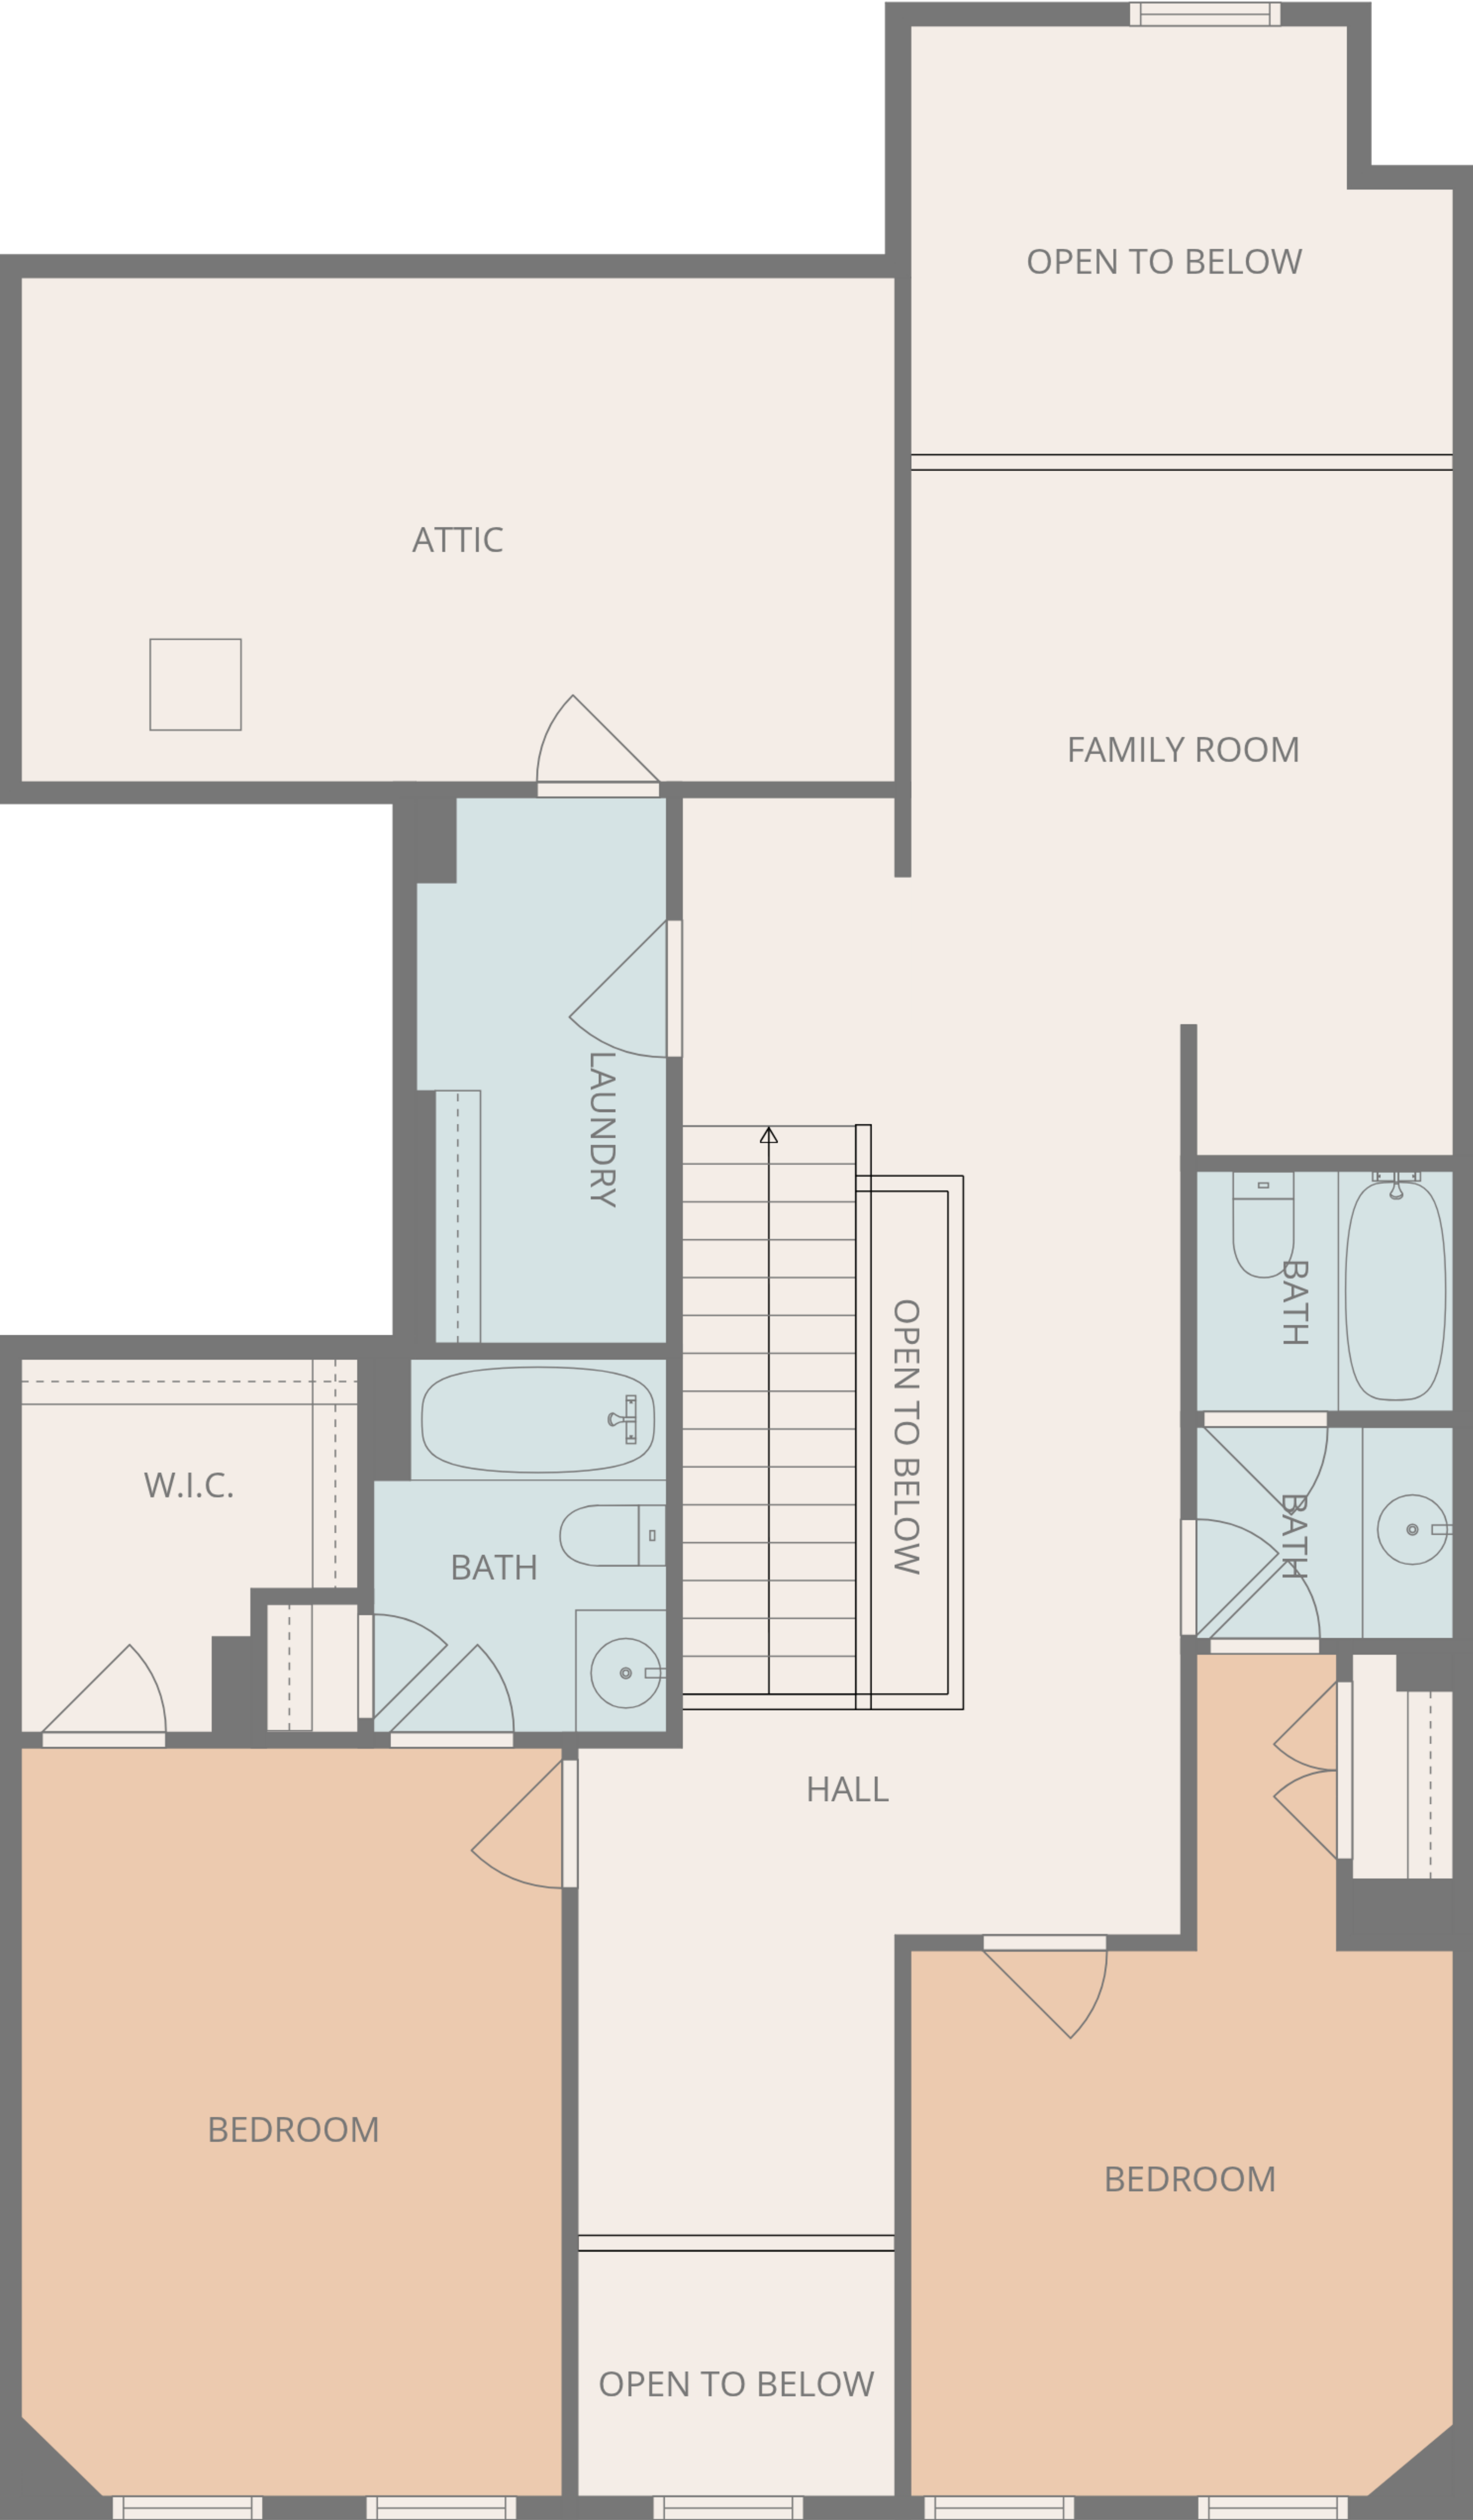 OPEN TO BELOW
ATTIC
FAMILY ROOM
LAUNDRY
BATH
OPEN TO BELOW
W.I.C.
BATH
BATH
HALL
BEDROOM
BEDROOM
OPEN TO BELOW